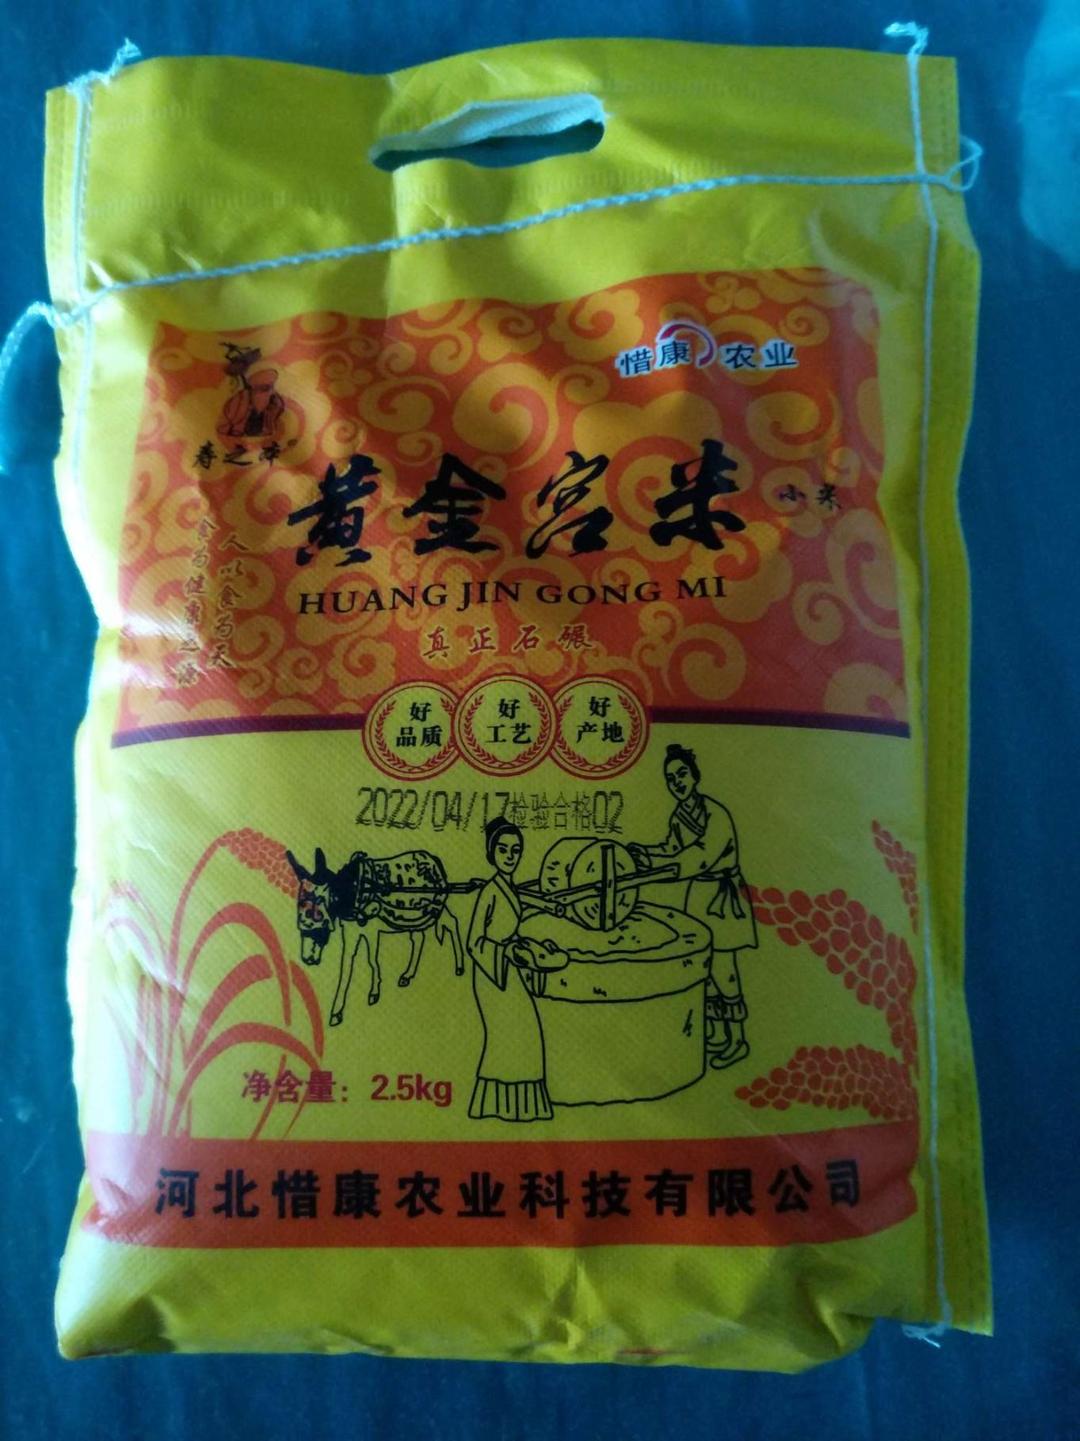 惜康农业
寿之本
黄金宫米
小米
HUANG JIN GONG MI
人以食为天
食为健康之源
真正石碾
好品质
好工艺
好产地
2022/04/17检验合格02
净含量：2.5kg
河北惜康农业科技有限公司